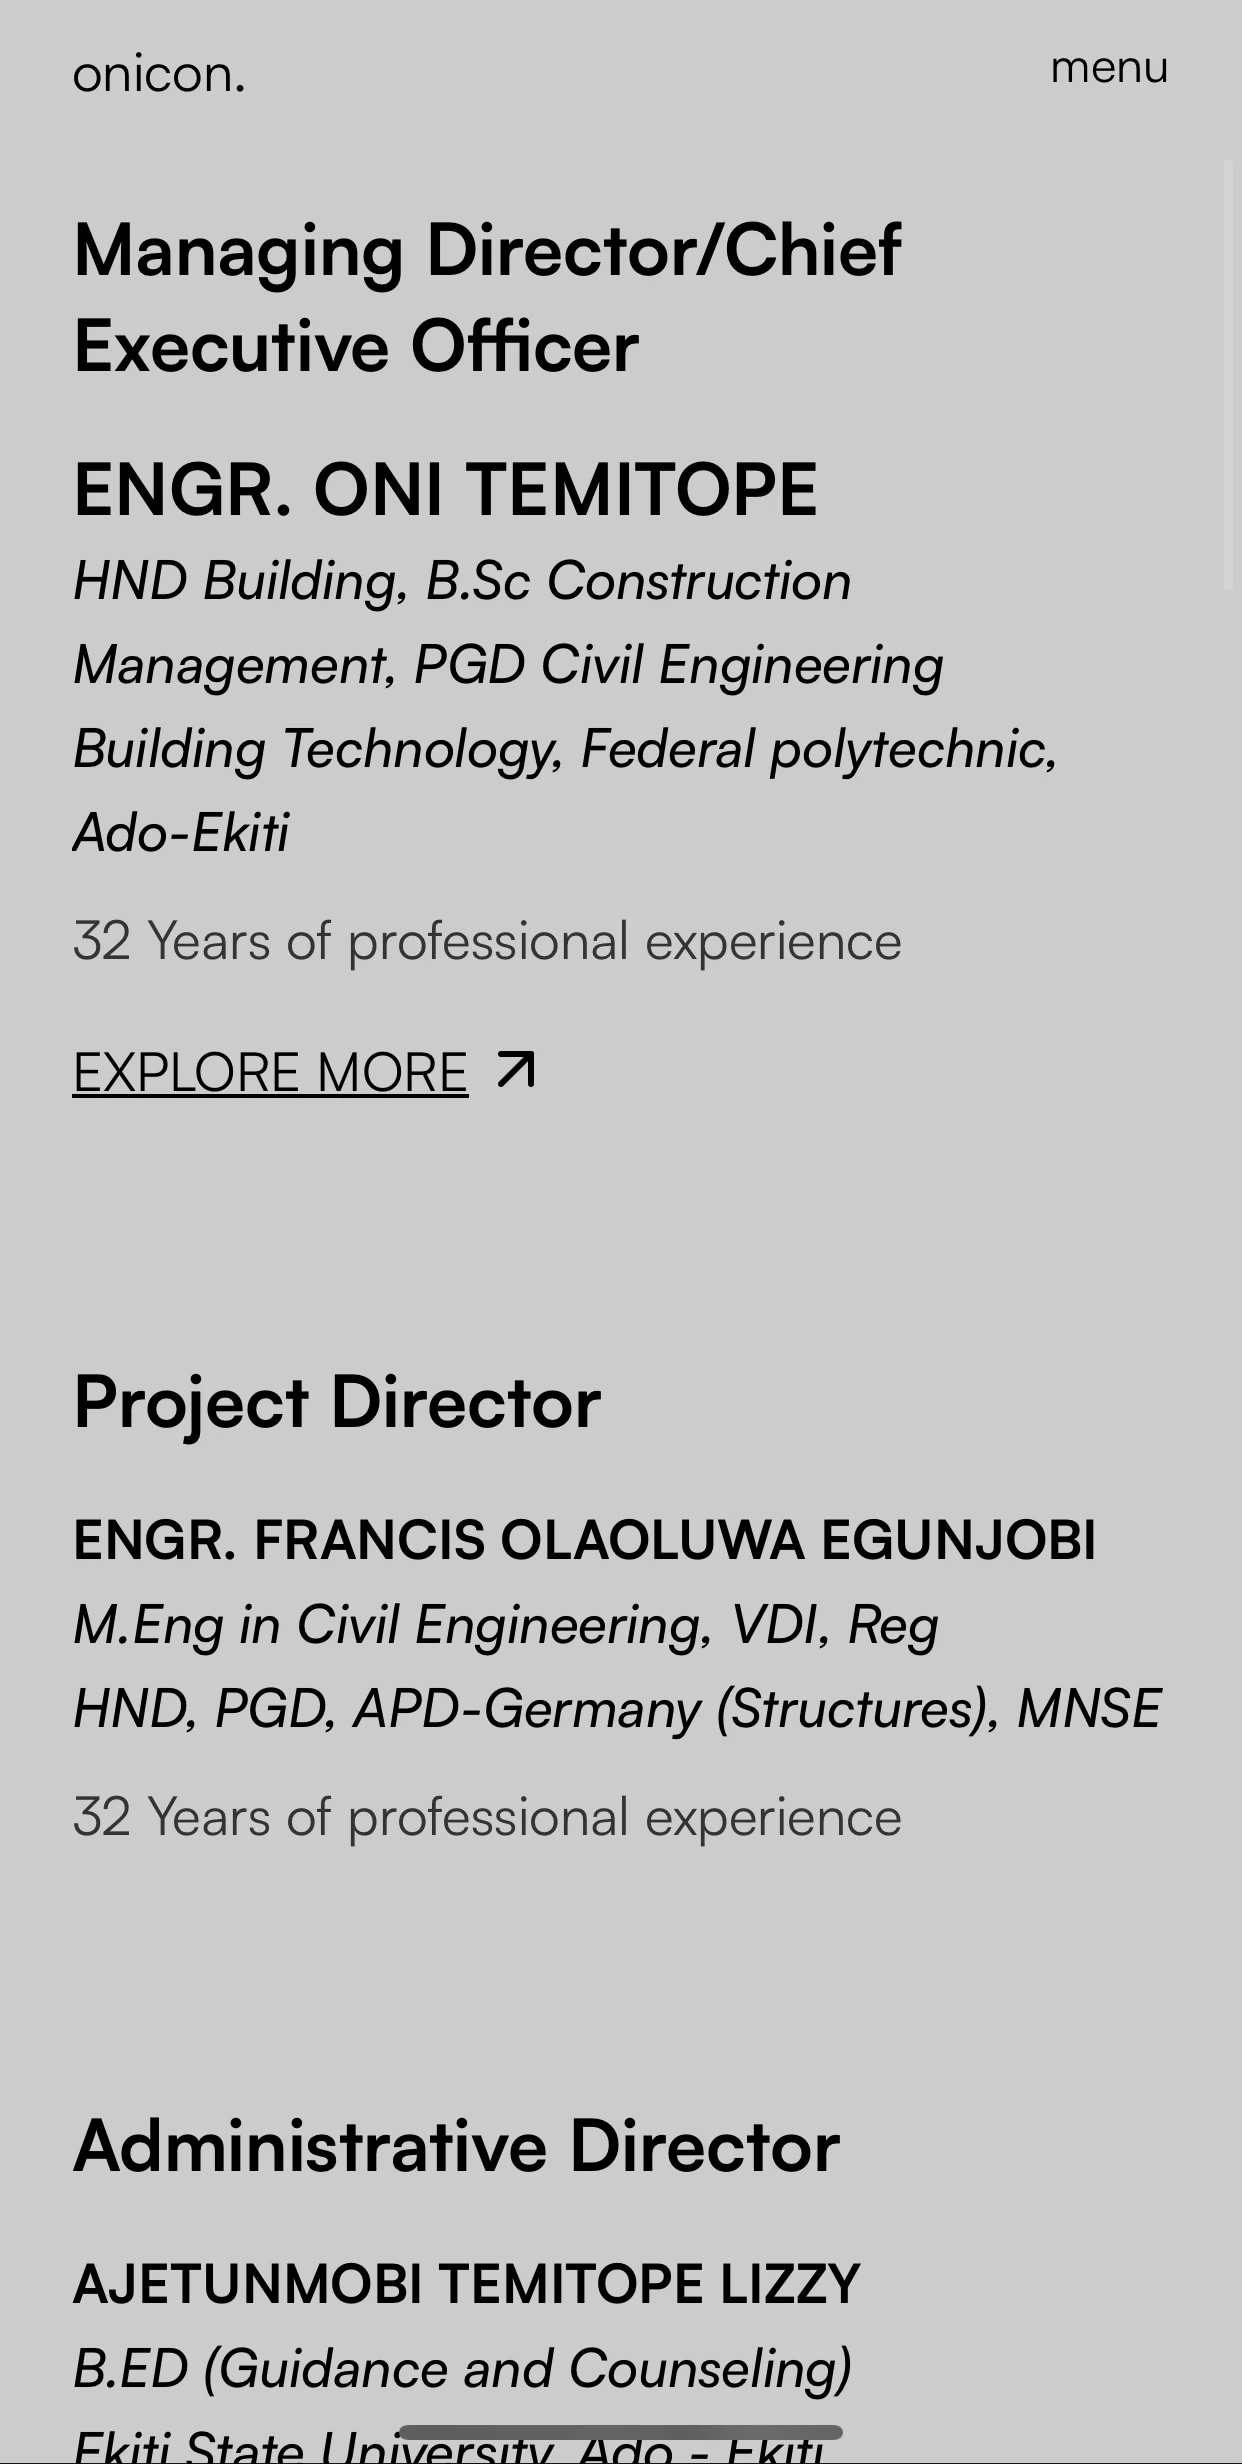 onicon.
menu
Managing Director/Chief
Executive Officer
ENGR. ONI TEMITOPE
HND Building, B.Sc Construction
Management, PGD Civil Engineering
Building Technology, Federal polytechnic,
Ado-Ekiti
32 Years of professional experience
EXPLORE MORE
Project Director
ENGR. FRANCIS OLAOLUWA EGUNJOBI
M.Eng in Civil Engineering, VDI, Reg
HND, PGD, APD-Germany (Structures), MNSE
32 Years of professional experience
Administrative Director
AJETUNMOBI TEMITOPE LIZZY
B.ED (Guidance and Counseling)
Ekiti State University, Ado - Ekiti